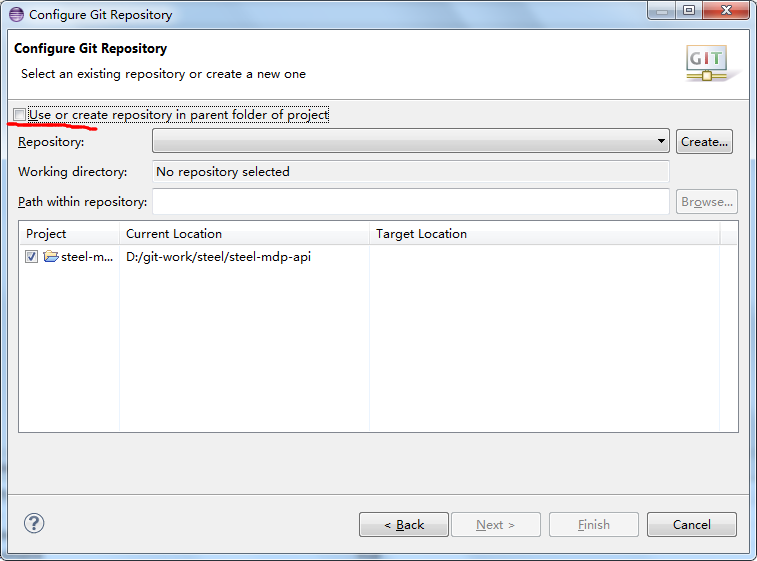 Configure Git Repository
Configure Git Repository
Select an existing repository or create a new one
GIT
Use or create repository in parent folder of project
Repository: Create...
Working directory: No repository selected
Path within repository: Browse...
Project Current Location Target Location
steel-m... D:/git-work/steel/steel-mdp-api
< Back Next > Finish Cancel